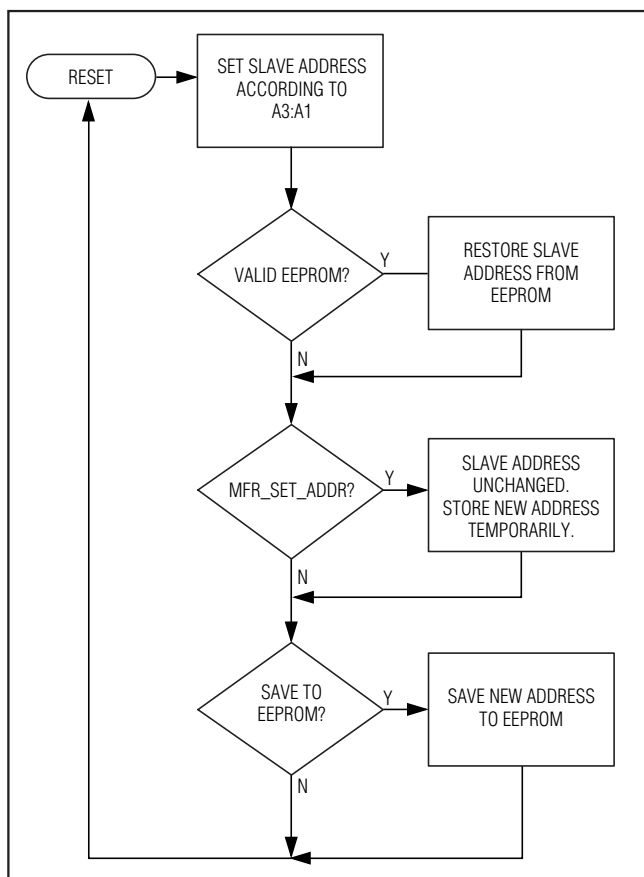 RESET
SET SLAVE ADDRESS
ACCORDING TO
A3:A1
VALID EEPROM?
Y
RESTORE SLAVE
ADDRESS FROM
EEPROM
N
MFR_SET_ADDR?
Y
SLAVE ADDRESS
UNCHANGED.
STORE NEW ADDRESS
TEMPORARILY.
N
SAVE TO
EEPROM?
Y
SAVE NEW ADDRESS
TO EEPROM
N